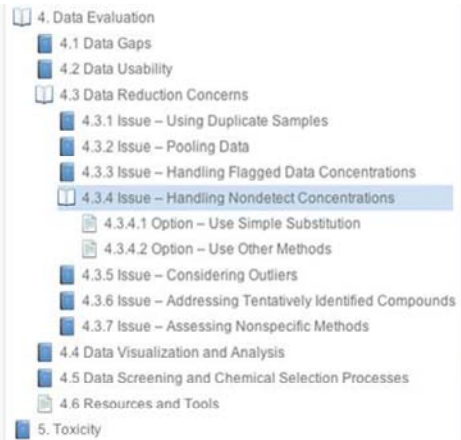 4. Data Evaluation
4.1 Data Gaps
4.2 Data Usability
4.3 Data Reduction Concerns
4.3.1 Issue – Using Duplicate Samples
4.3.2 Issue – Pooling Data
4.3.3 Issue – Handling Flagged Data Concentrations
4.3.4 Issue – Handling Nondetect Concentrations
4.3.4.1 Option – Use Simple Substitution
4.3.4.2 Option – Use Other Methods
4.3.5 Issue – Considering Outliers
4.3.6 Issue – Addressing Tentatively Identified Compounds
4.3.7 Issue – Assessing Nonspecific Methods
4.4 Data Visualization and Analysis
4.5 Data Screening and Chemical Selection Processes
4.6 Resources and Tools
5. Toxicity